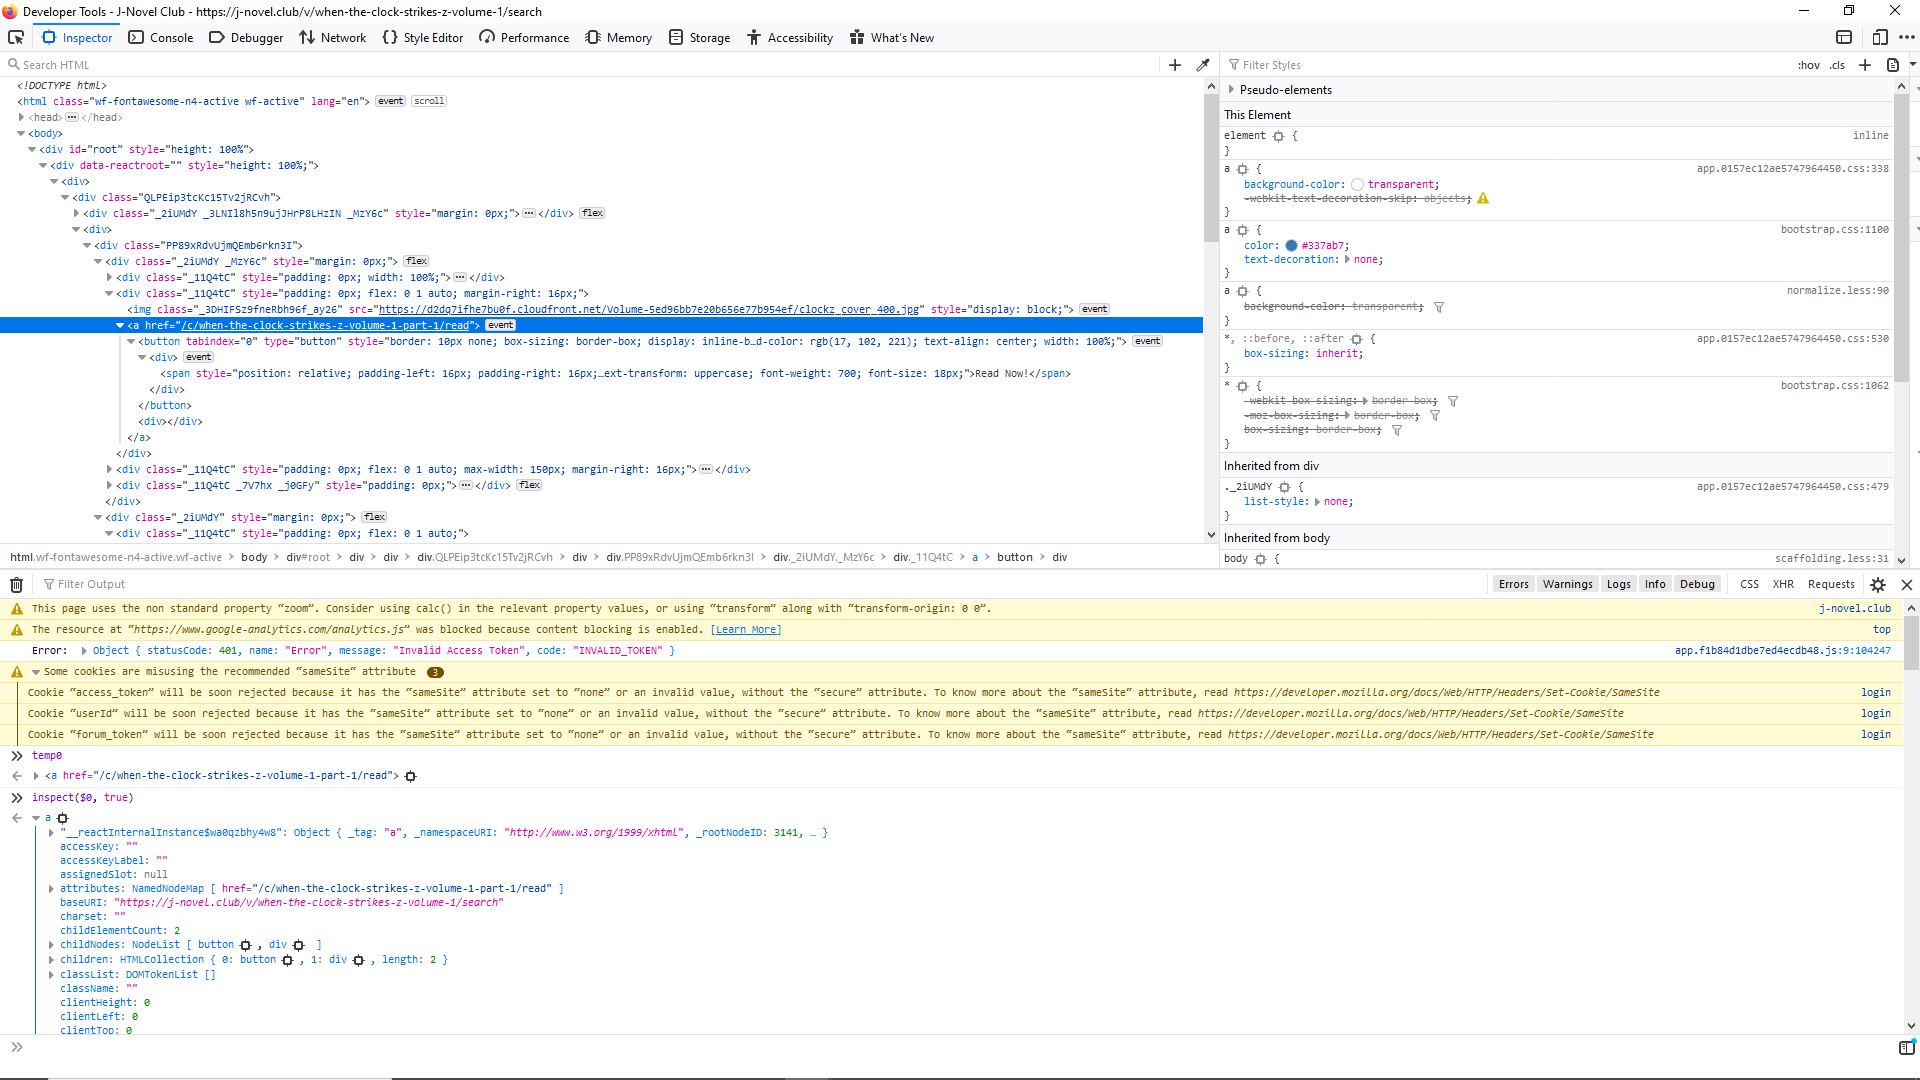 Developer Tools - J-Novel Club - https://j-novel.club/v/when-the-clock-strikes-z-volume-1/search
Inspector Console Debugger Network Style Editor Performance Memory Storage Accessibility What's New
Search HTML
<!DOCTYPE html>
<html class="wf-fontawesome-n4-active wf-active" lang="en"> event scroll
<head> ••• </head>
<body>
<div id="root" style="height: 100%">
<div data-reactroot="" style="height: 100%;">
<div>
<div class="QLPEip3tcKc15Tv2jRCvh">
<div class="_2iUMdY _3LNIl8h5n9ujJHrP8LHzIN _MzY6c" style="margin: 0px;"> ••• </div> flex
<div>
<div class="PP89xRdvUjmQEmb6rkn3I">
<div class="_2iUMdY _MzY6c" style="margin: 0px;"> flex
<div class="_11Q4tC" style="padding: 0px; width: 100%;"> ••• </div>
<div class="_11Q4tC" style="padding: 0px; flex: 0 1 auto; margin-right: 16px;">
<img class="_3DHIFSz9fneRbh96f_ay26" src="https://d2dq7ifhe7bu0f.cloudfront.net/Volume-5ed96bb7e20b656e77b954ef/clockz_cover_400.jpg" style="display: block;"> event
<a href="/c/when-the-clock-strikes-z-volume-1-part-1/read"> event
<button tabindex="0" type="button" style="border: 10px none; box-sizing: border-box; display: inline-b…d-color: rgb(17, 102, 221); text-align: center; width: 100%;"> event
<div> event
<span style="position: relative; padding-left: 16px; padding-right: 16px;…ext-transform: uppercase; font-weight: 700; font-size: 18px;">Read Now!</span>
</div>
</button>
<div></div>
</a>
</div>
<div class="_11Q4tC" style="padding: 0px; flex: 0 1 auto; max-width: 150px; margin-right: 16px;"> ••• </div>
<div class="_11Q4tC _7V7hx _j0GFy" style="padding: 0px;"> ••• </div> flex
</div>
<div class="_2iUMdY" style="margin: 0px;"> flex
<div class="_11Q4tC" style="padding: 0px; flex: 0 1 auto;">
html.wf-fontawesome-n4-active.wf-active > body > div#root > div > div > div.QLPEip3tcKc15Tv2jRCvh > div > div.PP89xRdvUjmQEmb6rkn3I > div._2iUMdY._MzY6c > div._11Q4tC > a > button > div
Filter Styles :hov .cls
Pseudo-elements
This Element
element { inline
}
a { app.0157ec12ae5747964450.css:338
background-color: transparent;
-webkit-text-decoration-skip: objects;
}
a { bootstrap.css:1100
color: #337ab7;
text-decoration: none;
}
a { normalize.less:90
background-color: transparent;
}
*, ::before, ::after { app.0157ec12ae5747964450.css:530
box-sizing: inherit;
}
* { bootstrap.css:1062
-webkit-box-sizing: border-box;
-moz-box-sizing: border-box;
box-sizing: border-box;
}
Inherited from div
._2iUMdY { app.0157ec12ae5747964450.css:479
list-style: none;
}
Inherited from body
body { scaffolding.less:31
Filter Output Errors Warnings Logs Info Debug CSS XHR Requests
This page uses the non standard property “zoom”. Consider using calc() in the relevant property values, or using “transform” along with “transform-origin: 0 0”. j-novel.club
The resource at “https://www.google-analytics.com/analytics.js” was blocked because content blocking is enabled. [Learn More] top
Error: Object { statusCode: 401, name: "Error", message: "Invalid Access Token", code: "INVALID_TOKEN" } app.f1b84d1dbe7ed4ecdb48.js:9:104247
Some cookies are misusing the recommended “sameSite“ attribute 3
Cookie “access_token” will be soon rejected because it has the “sameSite” attribute set to “none” or an invalid value, without the “secure” attribute. To know more about the “sameSite“ attribute, read https://developer.mozilla.org/docs/Web/HTTP/Headers/Set-Cookie/SameSite login
Cookie “userId” will be soon rejected because it has the “sameSite” attribute set to “none” or an invalid value, without the “secure” attribute. To know more about the “sameSite“ attribute, read https://developer.mozilla.org/docs/Web/HTTP/Headers/Set-Cookie/SameSite login
Cookie “forum_token” will be soon rejected because it has the “sameSite” attribute set to “none” or an invalid value, without the “secure” attribute. To know more about the “sameSite“ attribute, read https://developer.mozilla.org/docs/Web/HTTP/Headers/Set-Cookie/SameSite login
temp0
<a href="/c/when-the-clock-strikes-z-volume-1-part-1/read">
inspect($0, true)
a
"__reactInternalInstance$wa0qzbhy4w8": Object { _tag: "a", _namespaceURI: "http://www.w3.org/1999/xhtml", _rootNodeID: 3141, … }
accessKey: ""
accessKeyLabel: ""
assignedSlot: null
attributes: NamedNodeMap [ href="/c/when-the-clock-strikes-z-volume-1-part-1/read" ]
baseURI: "https://j-novel.club/v/when-the-clock-strikes-z-volume-1/search"
charset: ""
childElementCount: 2
childNodes: NodeList [ button , div ]
children: HTMLCollection { 0: button , 1: div , length: 2 }
classList: DOMTokenList []
className: ""
clientHeight: 0
clientLeft: 0
clientTop: 0